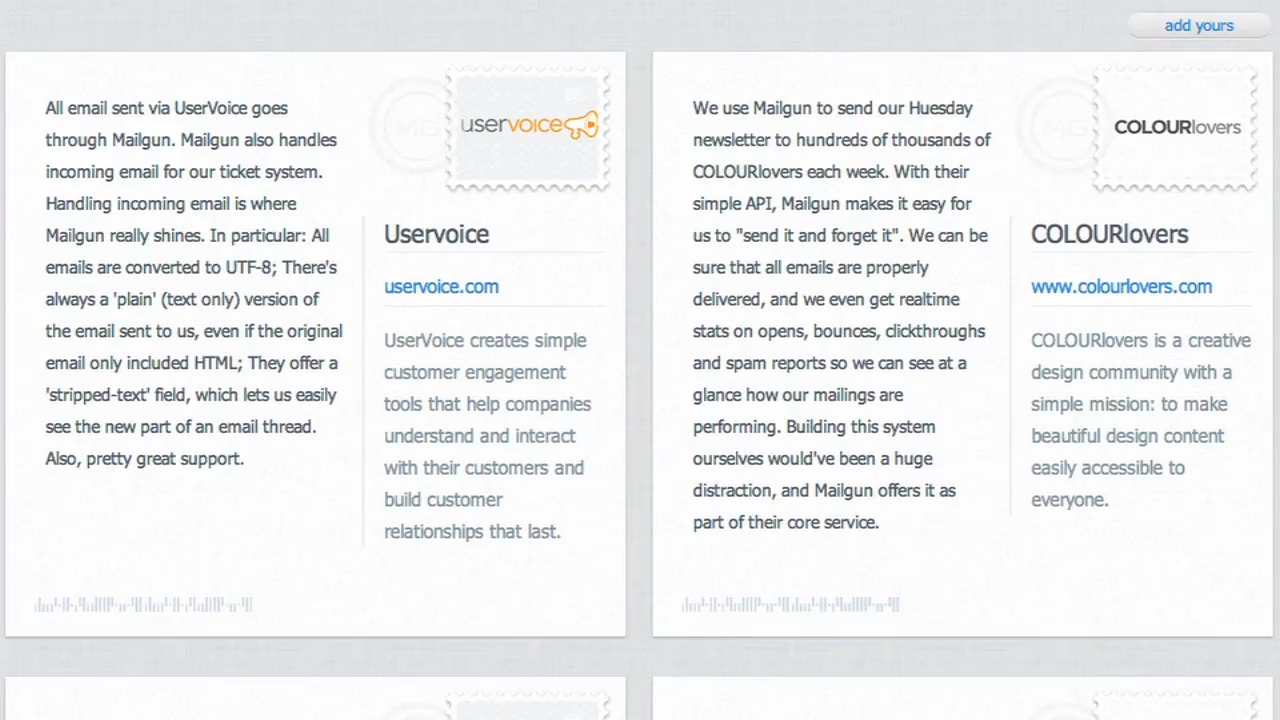 add yours
All email sent via UserVoice goes
through Mailgun. Mailgun also handles
incoming email for our ticket system.
Handling incoming email is where
Mailgun really shines. In particular: All
emails are converted to UTF-8; There's
always a 'plain' (text only) version of
the email sent to us, even if the original
email only included HTML; They offer a
'stripped-text' field, which lets us easily
see the new part of an email thread.
Also, pretty great support.
MG
uservoice
Uservoice
uservoice.com
UserVoice creates simple
customer engagement
tools that help companies
understand and interact
with their customers and
build customer
relationships that last.
We use Mailgun to send our Huesday
newsletter to hundreds of thousands of
COLOURlovers each week. With their
simple API, Mailgun makes it easy for
us to "send it and forget it". We can be
sure that all emails are properly
delivered, and we even get realtime
stats on opens, bounces, clickthroughs
and spam reports so we can see at a
glance how our mailings are
performing. Building this system
ourselves would've been a huge
distraction, and Mailgun offers it as
part of their core service.
MG
COLOURlovers
COLOURlovers
www.colourlovers.com
COLOURlovers is a creative
design community with a
simple mission: to make
beautiful design content
easily accessible to
everyone.